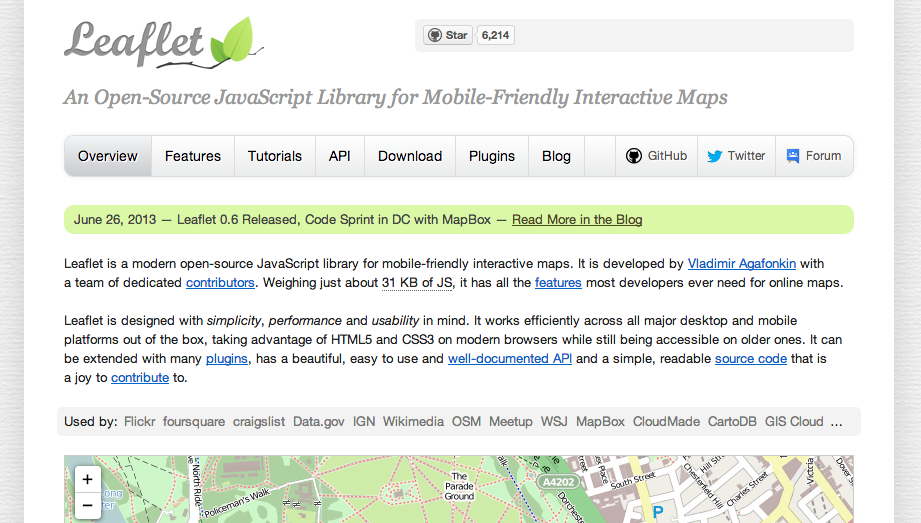 Leaflet
Star 6,214
An Open-Source JavaScript Library for Mobile-Friendly Interactive Maps
Overview Features Tutorials API Download Plugins Blog GitHub Twitter Forum
June 26, 2013 — Leaflet 0.6 Released, Code Sprint in DC with MapBox — Read More in the Blog
Leaflet is a modern open-source JavaScript library for mobile-friendly interactive maps. It is developed by Vladimir Agafonkin with
a team of dedicated contributors. Weighing just about 31 KB of JS, it has all the features most developers ever need for online maps.
Leaflet is designed with simplicity, performance and usability in mind. It works efficiently across all major desktop and mobile
platforms out of the box, taking advantage of HTML5 and CSS3 on modern browsers while still being accessible on older ones. It can
be extended with many plugins, has a beautiful, easy to use and well-documented API and a simple, readable source code that is
a joy to contribute to.
Used by: Flickr foursquare craigslist Data.gov IGN Wikimedia OSM Meetup WSJ MapBox CloudMade CartoDB GIS Cloud ...
+
−
North Ride
Policeman's Walk
The
Parade
Ground
A4202
South Street
Chesterfield Hill
Hill St
Charles Street
P